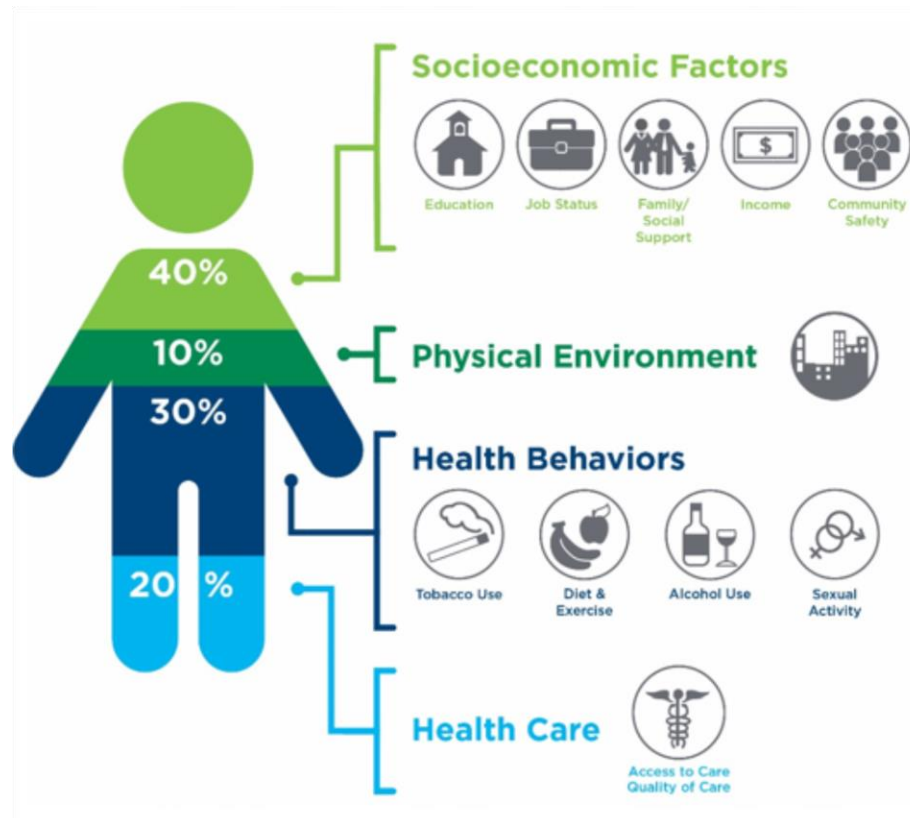 Socioeconomic Factors
$
Education
Job Status
Family/
Social
Support
Income
Community
Safety
40%
10%
Physical Environment
30%
Health Behaviors
Tobacco Use
Diet &
Exercise
Alcohol Use
Sexual
Activity
20 %
Health Care
Access to Care
Quality of Care